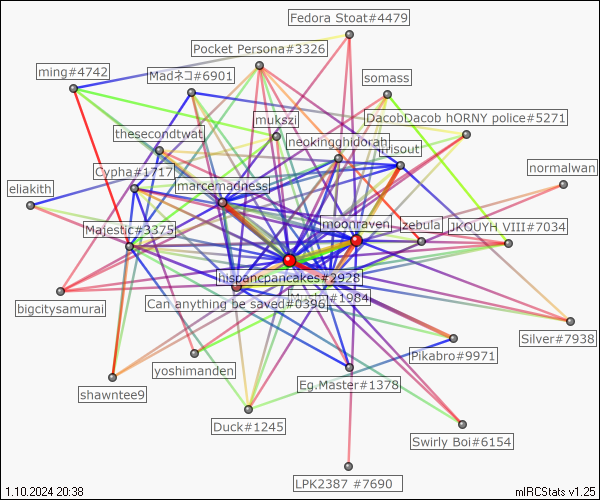 Fedora Stoat#4479
Pocket Persona#3326
ming#4742
Madネコ#6901
somass
DacobDacob hORNY police#5271
mukszi
thesecondtwat
neokingghidorah
misout
Cypha#1717
normalwan
marcemadness
eliakith
moonraven
zebula
JKOUYH VIII#7034
Majestic#3375
hispanicpancakes#2928
#1984
Can anything be saved#0396
bigcitysamurai
Silver#7938
Pikabro#9971
yoshimanden
Eg.Master#1378
shawntee9
Duck#1245
Swirly Boi#6154
LPK2387 #7690
1.10.2024 20:38
mIRCStats v1.25